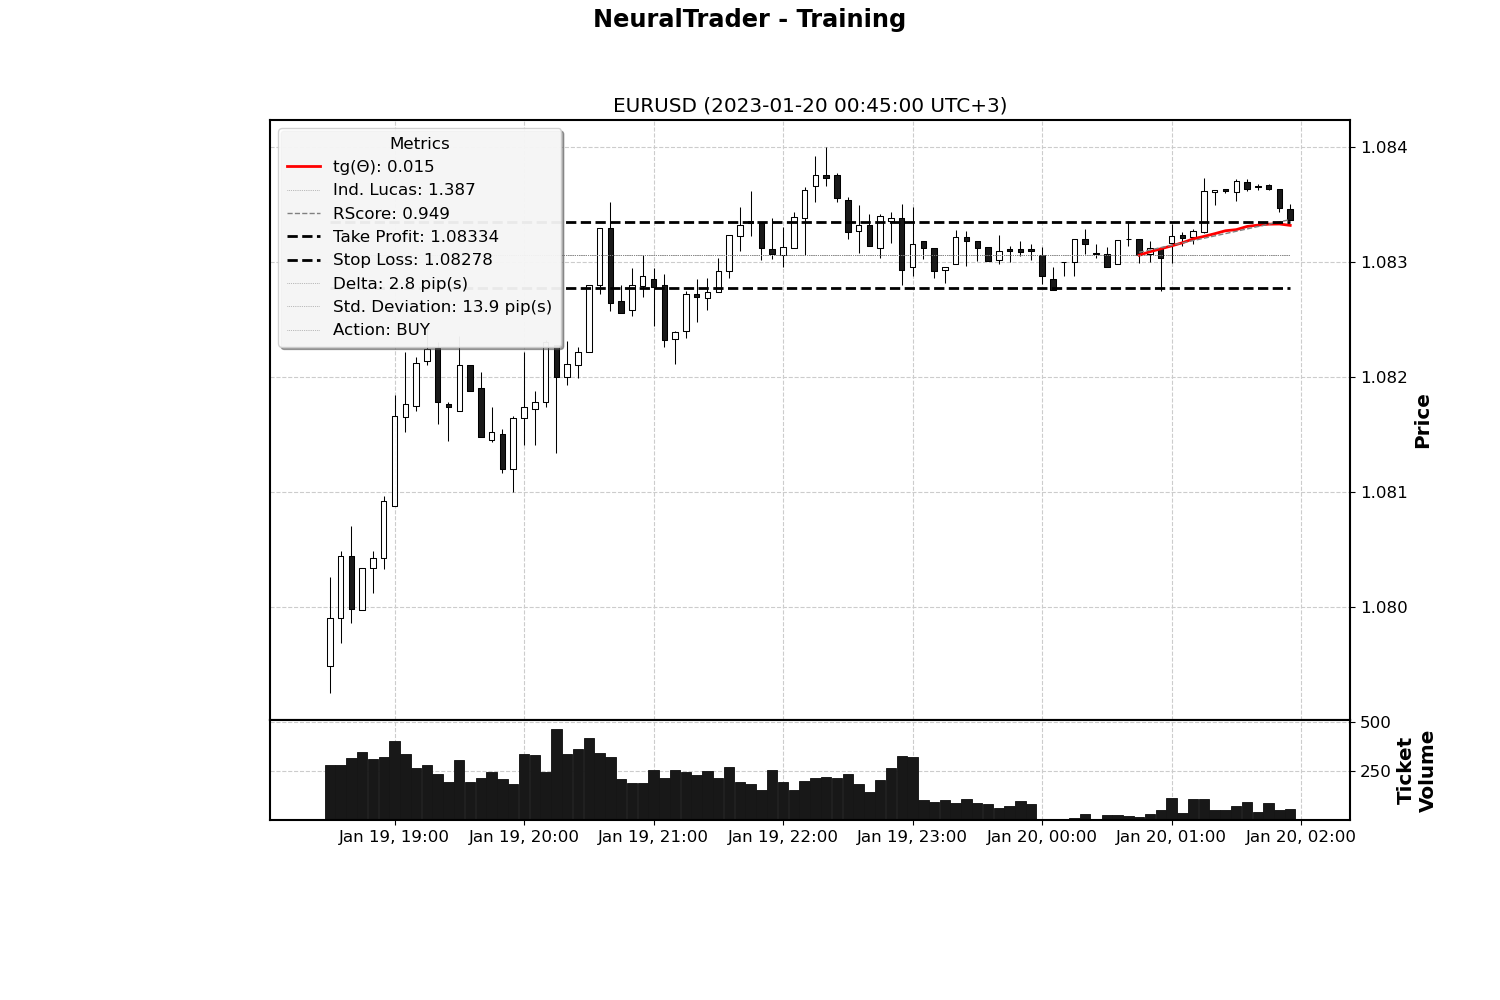 NeuralTrader - Training
EURUSD (2023-01-20 00:45:00 UTC+3)
Metrics
tg(Θ): 0.015
Ind. Lucas: 1.387
RScore: 0.949
Take Profit: 1.08334
Stop Loss: 1.08278
Delta: 2.8 pip(s)
Std. Deviation: 13.9 pip(s)
Action: BUY
1.084
1.083
1.082
1.081
1.080
Price
500
250
Ticket
Volume
Jan 19, 19:00
Jan 19, 20:00
Jan 19, 21:00
Jan 19, 22:00
Jan 19, 23:00
Jan 20, 00:00
Jan 20, 01:00
Jan 20, 02:00